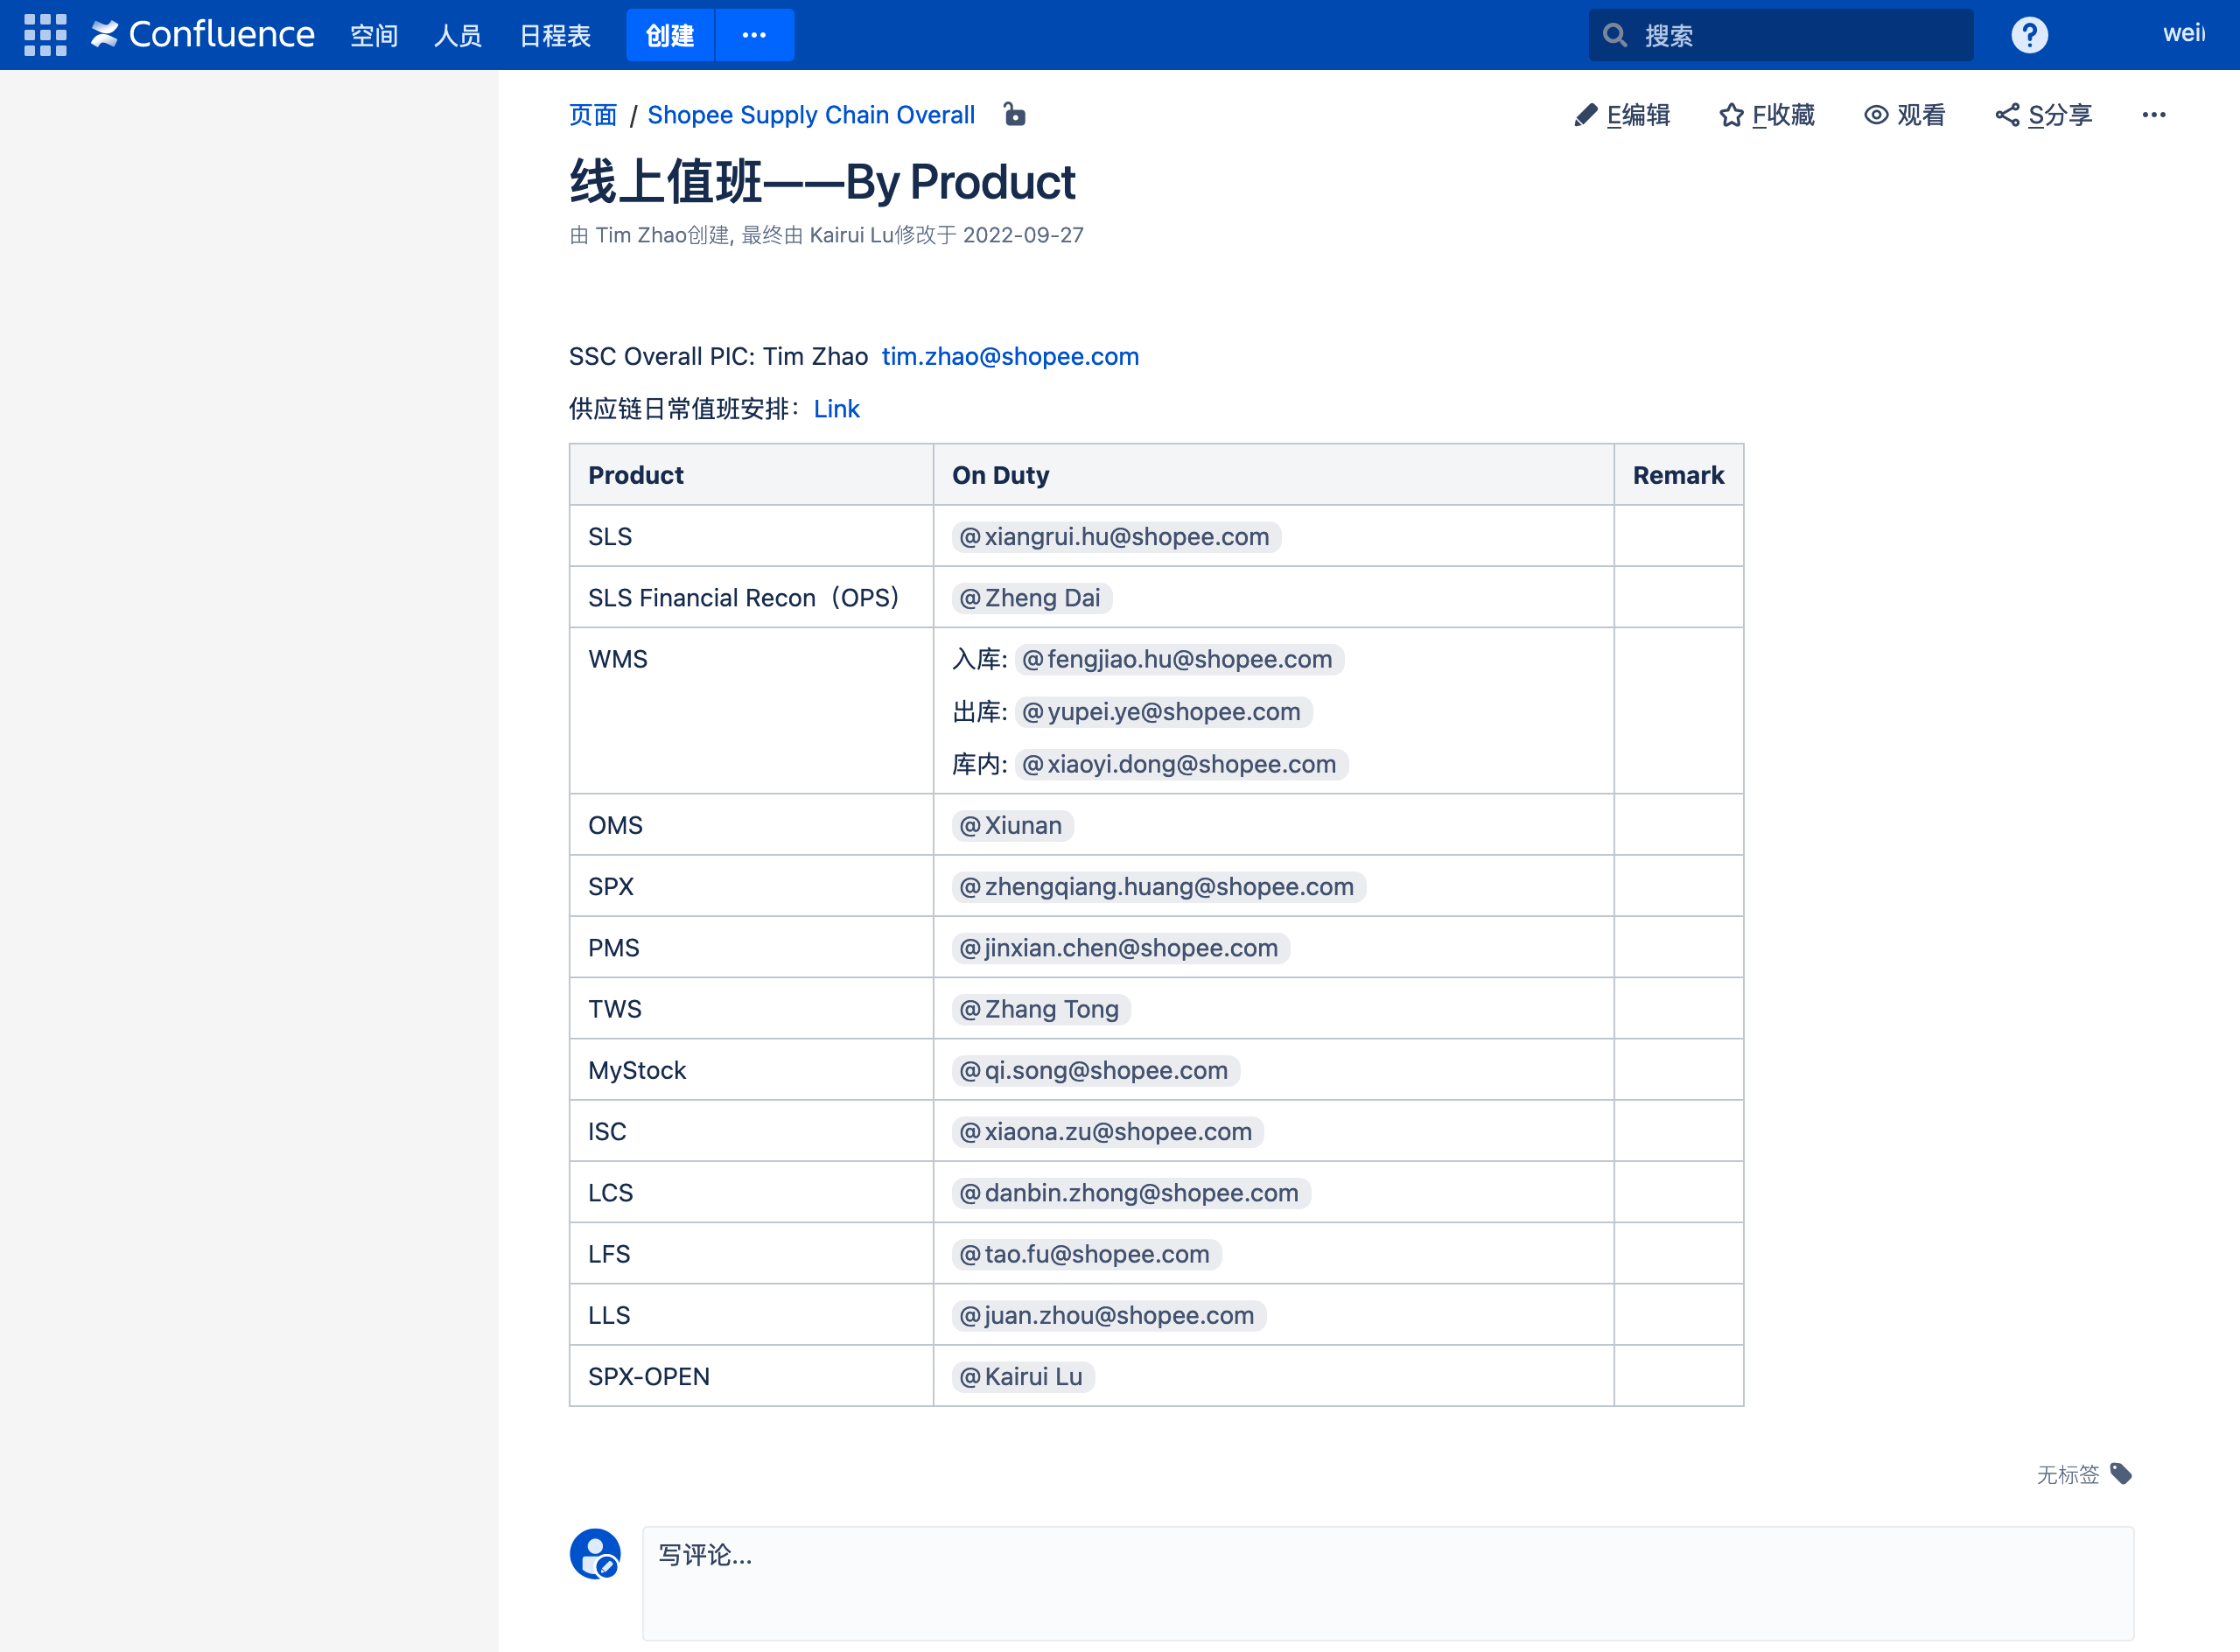 Confluence 空间 人员 日程表 创建 ··· 搜索 ?
页面 / Shopee Supply Chain Overall E编辑 F收藏 观看 S分享 ···
线上值班——By Product
由 Tim Zhao创建, 最终由 Kairui Lu修改于 2022-09-27
SSC Overall PIC: Tim Zhao tim.zhao@shopee.com
供应链日常值班安排：Link
Product On Duty Remark
SLS @xiangrui.hu@shopee.com
SLS Financial Recon（OPS） @Zheng Dai
WMS 入库: @fengjiao.hu@shopee.com
出库: @yupei.ye@shopee.com
库内: @xiaoyi.dong@shopee.com
OMS @Xiunan
SPX @zhengqiang.huang@shopee.com
PMS @jinxian.chen@shopee.com
TWS @Zhang Tong
MyStock @qi.song@shopee.com
ISC @xiaona.zu@shopee.com
LCS @danbin.zhong@shopee.com
LFS @tao.fu@shopee.com
LLS @juan.zhou@shopee.com
SPX-OPEN @Kairui Lu
无标签
写评论...